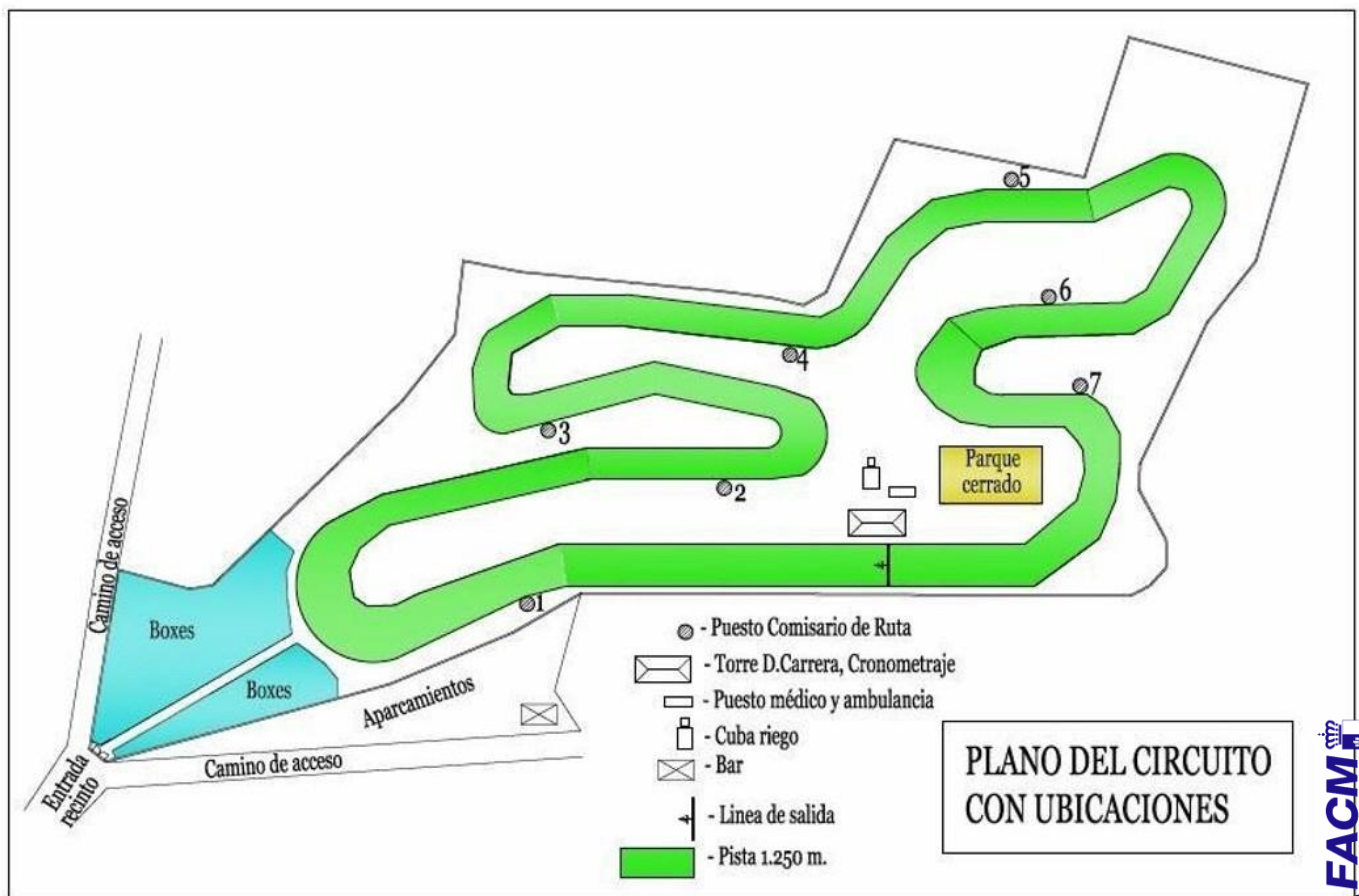 5
6
4
7
3
2
Parque
cerrado
Camino de acceso
Boxes
1
- Puesto Comisario de Ruta
- Torre D.Carrera, Cronometraje
Boxes
Aparcamientos
- Puesto médico y ambulancia
- Cuba riego
Camino de acceso
- Bar
Entrada
recinto
- Linea de salida
- Pista 1.250 m.
PLANO DEL CIRCUITO
CON UBICACIONES
FACM